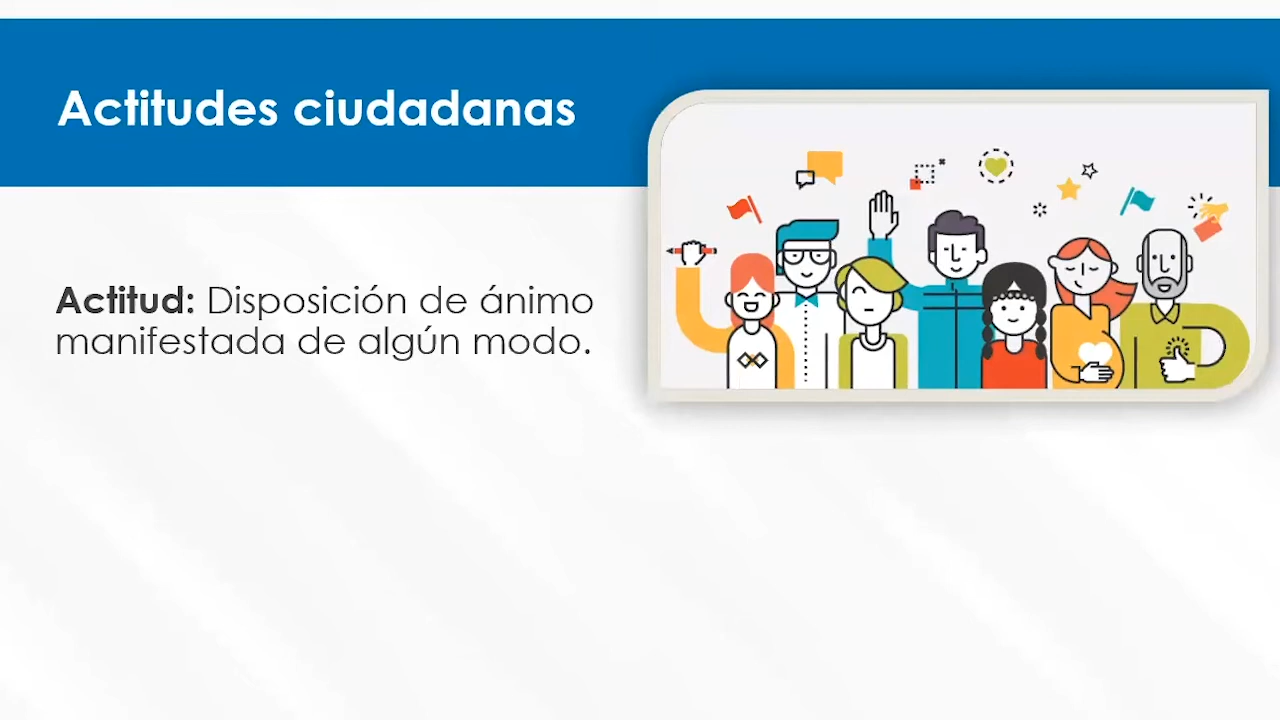 Actitudes ciudadanas
Actitud: Disposición de ánimo
manifestada de algún modo.